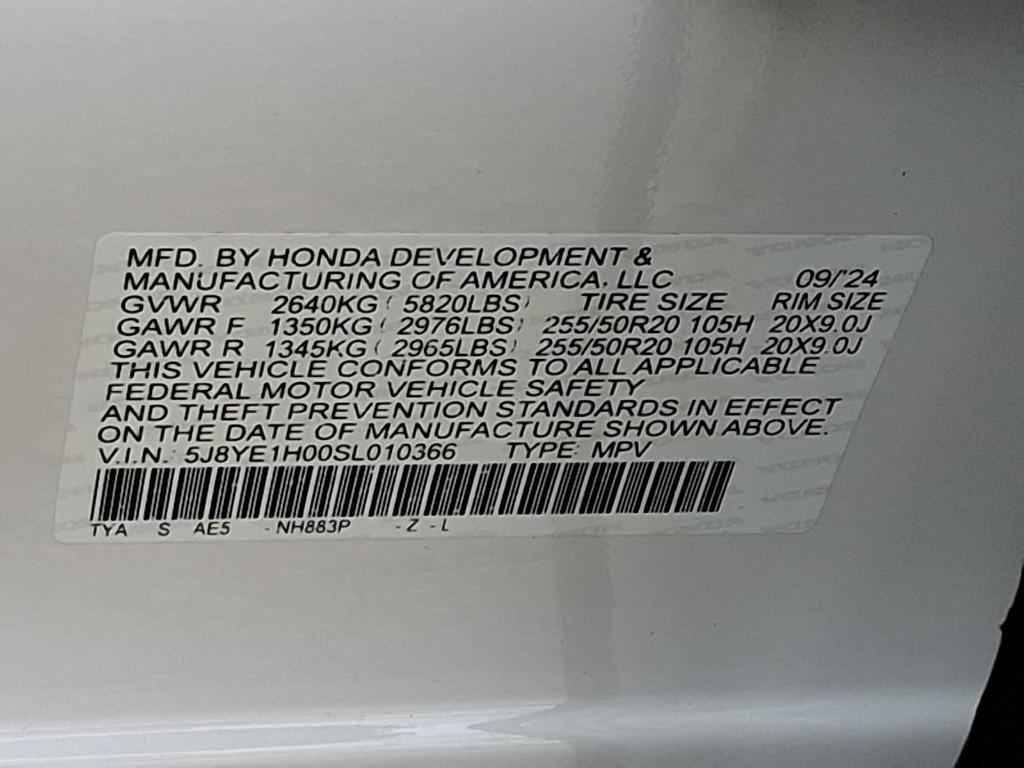 MFD. BY HONDA DEVELOPMENT &
MANUFACTURING OF AMERICA, LLC 09/'24
GVWR 2640KG ( 5820LBS) TIRE SIZE RIM SIZE
GAWR F 1350KG ( 2976LBS) 255/50R20 105H 20X9.0J
GAWR R 1345KG ( 2965LBS) 255/50R20 105H 20X9.0J
THIS VEHICLE CONFORMS TO ALL APPLICABLE
FEDERAL MOTOR VEHICLE SAFETY
AND THEFT PREVENTION STANDARDS IN EFFECT
ON THE DATE OF MANUFACTURE SHOWN ABOVE.
V.I.N.: 5J8YE1H00SL010366 TYPE: MPV
TYA S AE5 - NH883P - Z - L